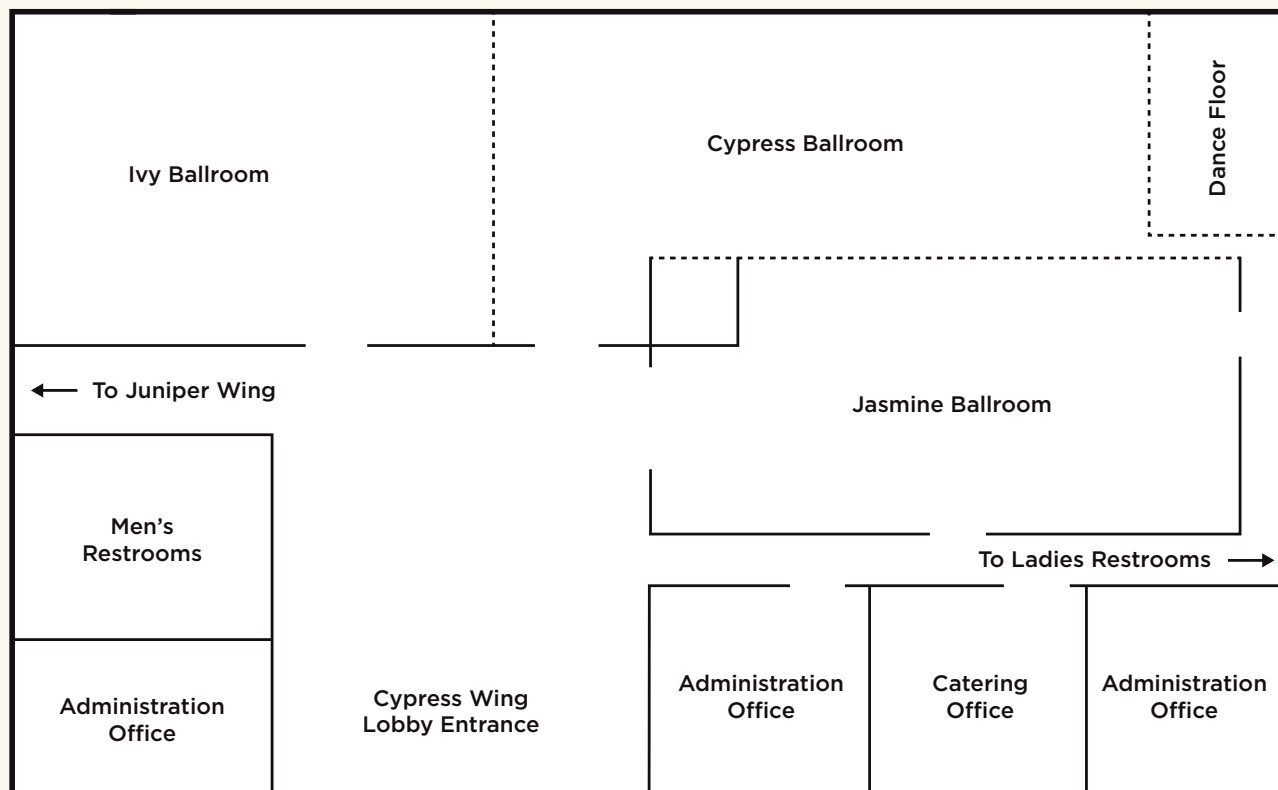 Ivy Ballroom
Cypress Ballroom
Dance Floor
To Juniper Wing
Jasmine Ballroom
Men’s
Restrooms
To Ladies Restrooms
Administration
Office
Cypress Wing
Lobby Entrance
Administration
Office
Catering
Office
Administration
Office